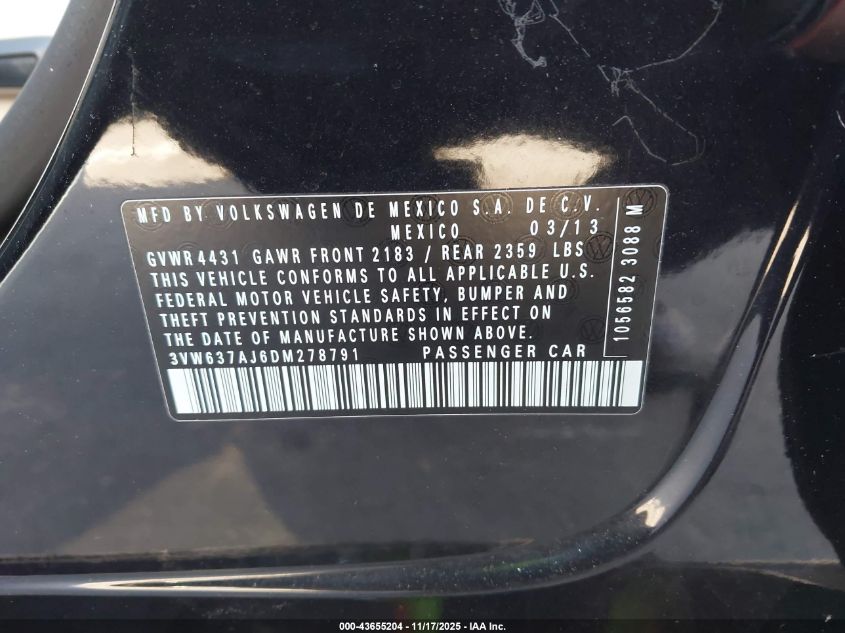 MFD BY VOLKSWAGEN DE MEXICO S.A. DE C.V.
MEXICO 03/13
GVWR 4431 GAWR FRONT 2183 / REAR 2359 LBS
THIS VEHICLE CONFORMS TO ALL APPLICABLE U.S.
FEDERAL MOTOR VEHICLE SAFETY, BUMPER AND
THEFT PREVENTION STANDARDS IN EFFECT ON
THE DATE OF MANUFACTURE SHOWN ABOVE.
3VW637AJ6DM278791 PASSENGER CAR
1056582 3088 M
000-43655204 - 11/17/2025 - IAA Inc.